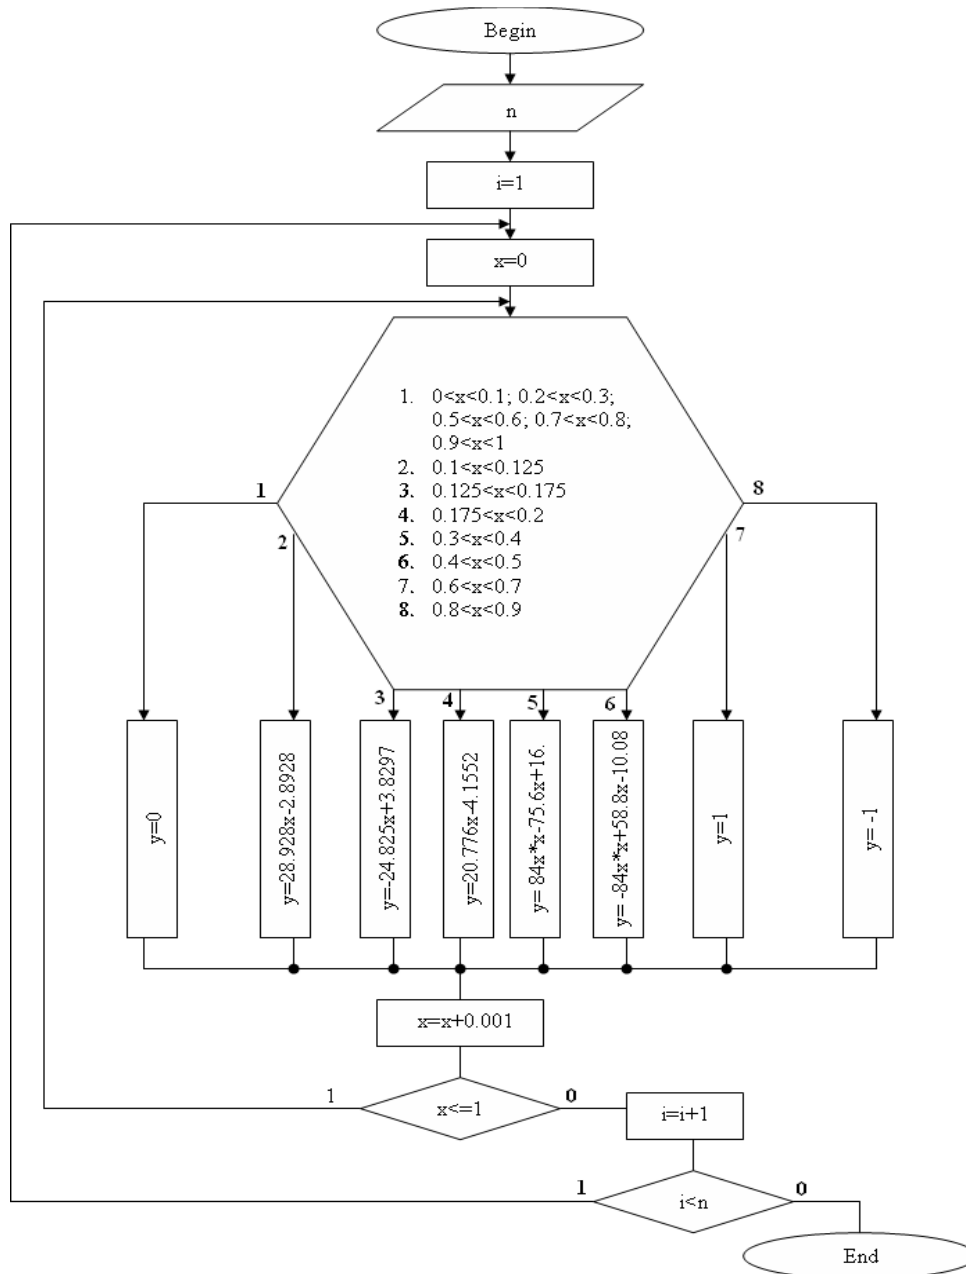 Begin
n
i=1
x=0
1. 0<x<0.1; 0.2<x<0.3;
0.5<x<0.6; 0.7<x<0.8;
0.9<x<1
2. 0.1<x<0.125
3. 0.125<x<0.175
4. 0.175<x<0.2
5. 0.3<x<0.4
6. 0.4<x<0.5
7. 0.6<x<0.7
8. 0.8<x<0.9
1
8
2
7
3
4
5
6
y=0
y=28.928x-2.8928
y=-24.825x+3.8297
y=20.776x-4.1552
y= 84x*x-75.6x+16.
y= -84x*x+58.8x-10.08
y=1
y= -1
x=x+0.001
1
x<=1
0
i=i+1
1
i<n
0
End